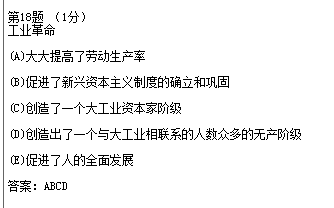 第18题 （1分）
工业革命
(A)大大提高了劳动生产率
(B)促进了新兴资本主义制度的确立和巩固
(C)创造了一个大工业资本家阶级
(D)创造出了一个与大工业相联系的人数众多的无产阶级
(E)促进了人的全面发展
答案：ABCD